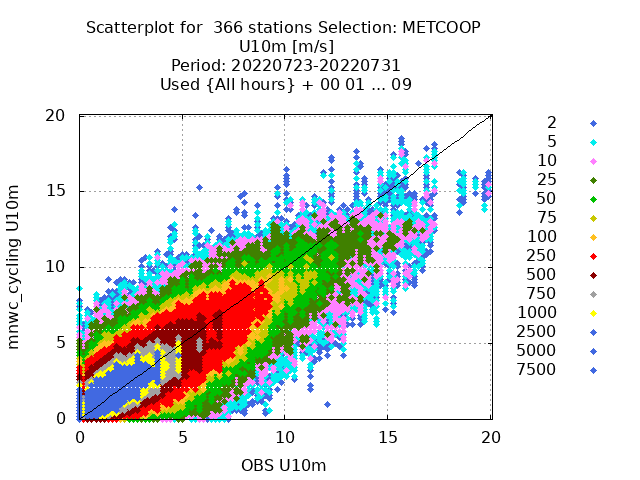 Scatterplot for  366 stations Selection: METCOOP
U10m [m/s]
Period: 20220723-20220731
Used {All hours} + 00 01 ... 09
mnwc_cycling U10m
20
15
10
5
0
0 5 10 15 20
OBS U10m
2
5
10
25
50
75
100
250
500
750
1000
2500
5000
7500